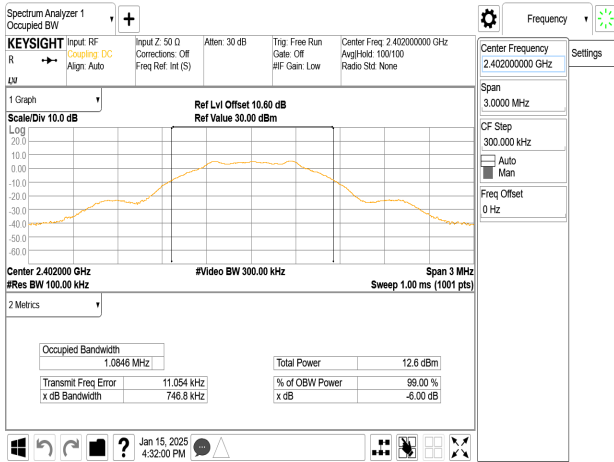 Spectrum Analyzer 1
Occupied BW
Frequency
KEYSIGHT
R
Input: RF
Coupling: DC
Align: Auto
Input Z: 50 Ω
Corrections: Off
Freq Ref: Int (S)
Atten: 30 dB
Trig: Free Run
Gate: Off
#IF Gain: Low
Center Freq: 2.402000000 GHz
Avg|Hold: 100/100
Radio Std: None
Center Frequency
2.402000000 GHz
Settings
Span
3.0000 MHz
CF Step
300.000 kHz
Auto
Man
Freq Offset
0 Hz
1 Graph
Scale/Div 10.0 dB
Ref Lvl Offset 10.60 dB
Ref Value 30.00 dBm
Log
20.0
10.0
0.00
-10.0
-20.0
-30.0
-40.0
-50.0
-60.0
Center 2.402000 GHz
#Video BW 300.00 kHz
Span 3 MHz
#Res BW 100.00 kHz
Sweep 1.00 ms (1001 pts)
2 Metrics
Occupied Bandwidth
1.0846 MHz
Total Power 12.6 dBm
Transmit Freq Error 11.054 kHz
% of OBW Power 99.00 %
x dB Bandwidth 746.8 kHz
x dB -6.00 dB
?
Jan 15, 2025
4:32:00 PM